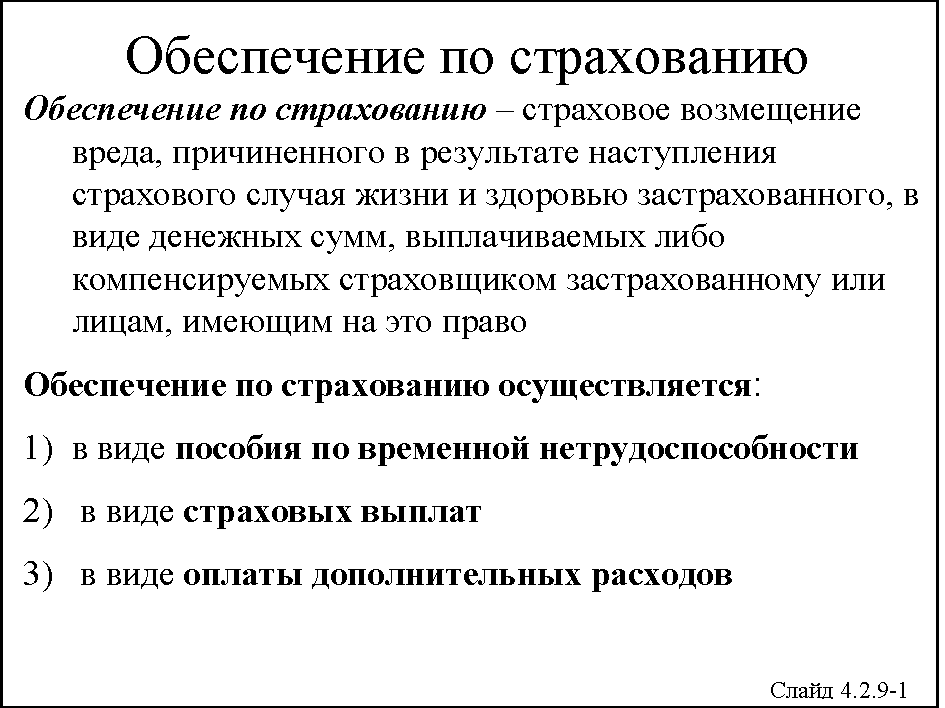 Обеспечение по страхованию
Обеспечение по страхованию – страховое возмещение
вреда, причиненного в результате наступления
страхового случая жизни и здоровью застрахованного, в
виде денежных сумм, выплачиваемых либо
компенсируемых страховщиком застрахованному или
лицам, имеющим на это право
Обеспечение по страхованию осуществляется:
1) в виде пособия по временной нетрудоспособности
2) в виде страховых выплат
3) в виде оплаты дополнительных расходов
Слайд 4.2.9-1